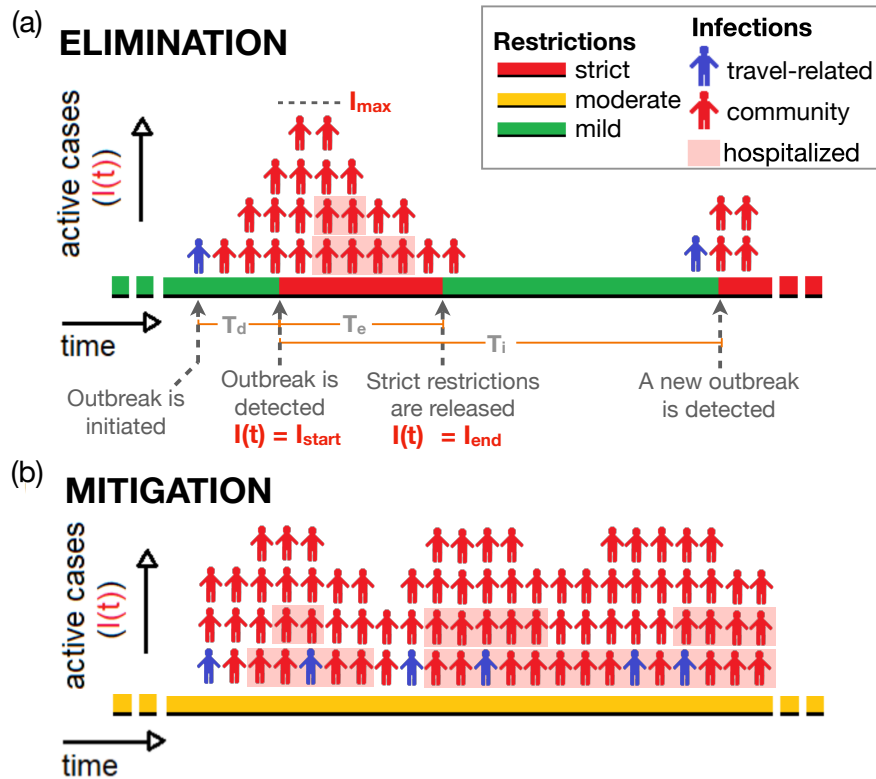 (a)
ELIMINATION
Restrictions
strict
moderate
mild
Infections
travel-related
community
hospitalized
active cases
(I(t))
Imax
time
Td
Te
Ti
Outbreak is
initiated
Outbreak is
detected
I(t) = Istart
Strict restrictions
are released
I(t) = Iend
A new outbreak
is detected
(b)
MITIGATION
active cases
(I(t))
time